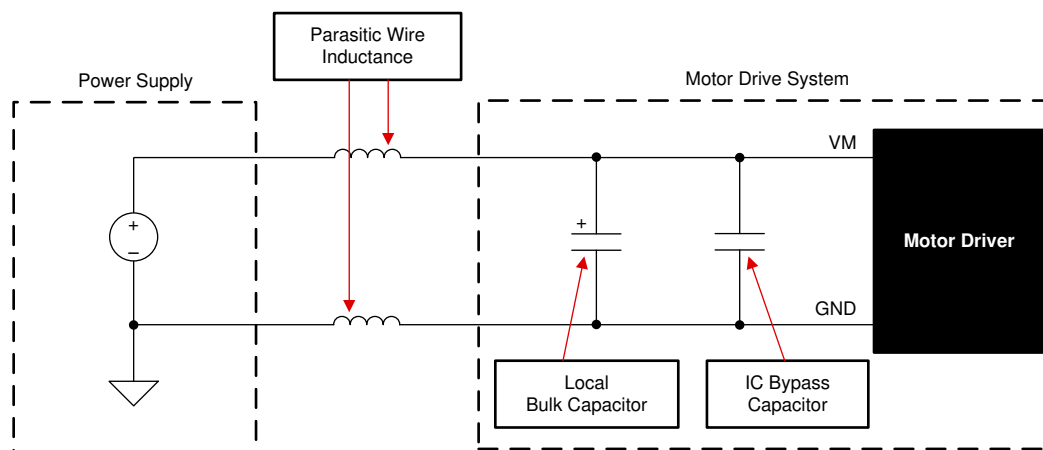 Parasitic Wire
Inductance
Power Supply
Motor Drive System
VM
+
–
+
Motor Driver
GND
Local
Bulk Capacitor
IC Bypass
Capacitor